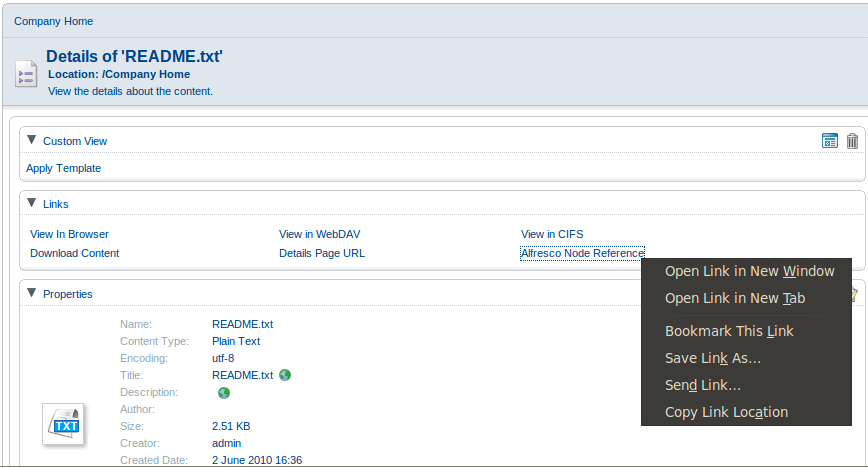 Company Home
Details of 'README.txt'
Location: /Company Home
View the details about the content.
Custom View
Apply Template
Links
View In Browser View in WebDAV View in CIFS
Download Content Details Page URL Alfresco Node Reference
Open Link in New Window
Open Link in New Tab
Bookmark This Link
Save Link As...
Send Link...
Copy Link Location
Properties
Name: README.txt
Content Type: Plain Text
Encoding: utf-8
Title: README.txt
Description:
Author:
TXT
Size: 2.51 KB
Creator: admin
Created Date: 2 June 2010 16:36